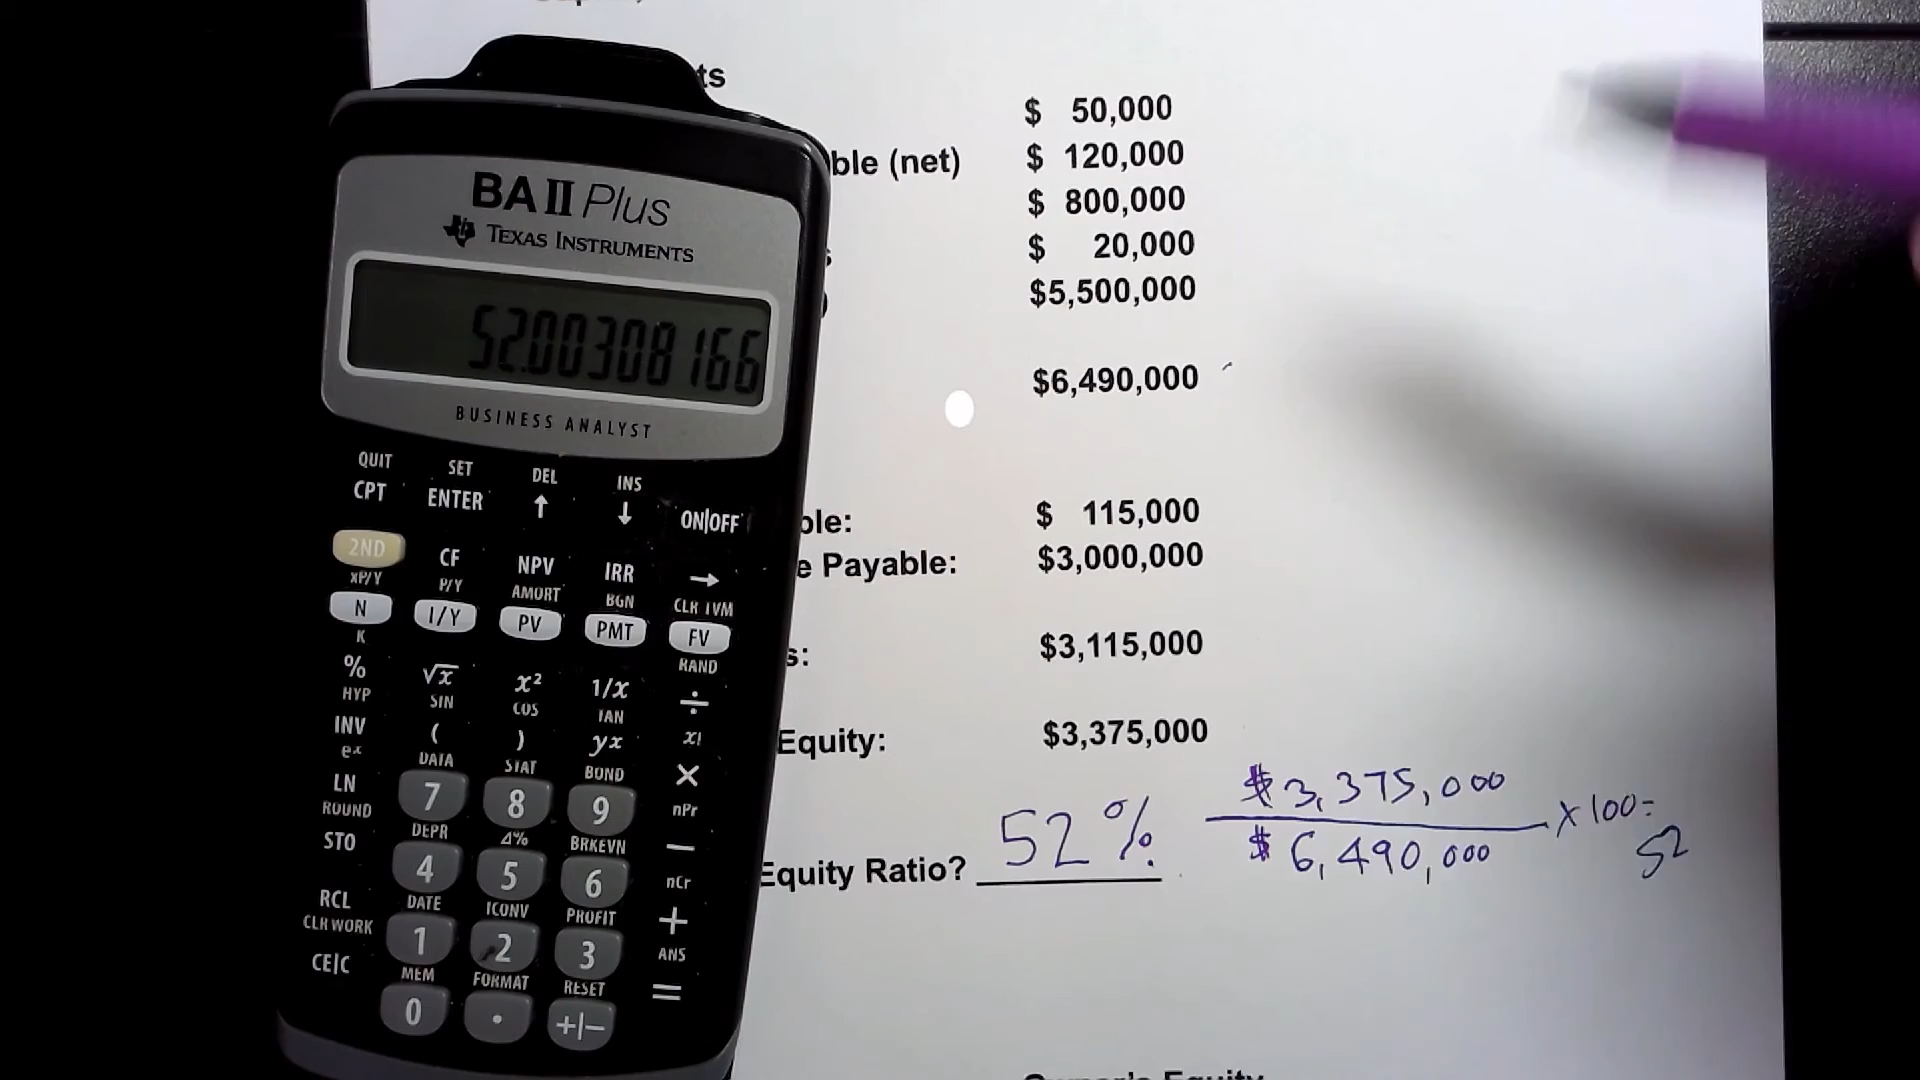 $ 50,000
ble (net) $ 120,000
$ 800,000
$ 20,000
$5,500,000
$6,490,000
ble: $ 115,000
e Payable: $3,000,000
s: $3,115,000
Equity: $3,375,000
Equity Ratio? 52%
$3,375,000
$6,490,000
X 100=
52
BA II Plus
TEXAS INSTRUMENTS
52.00308166
BUSINESS ANALYST
QUIT SET DEL INS
CPT ENTER ↑ ↓ ON|OFF
2ND CF NPV IRR →
xP/Y P/Y AMORT BGN CLR TVM
N I/Y PV PMT FV
K RAND
% √x x² 1/x ÷
HYP SIN COS TAN x!
INV ( ) yx ×
ex DATA STAT BOND nPr
LN 7 8 9 −
ROUND DEPR Δ% BRKEVN nCr
STO 4 5 6 +
RCL DATE ICONV PROFIT ANS
CLR WORK 1 2 3 =
CE|C MEM FORMAT RESET
0 . +|−